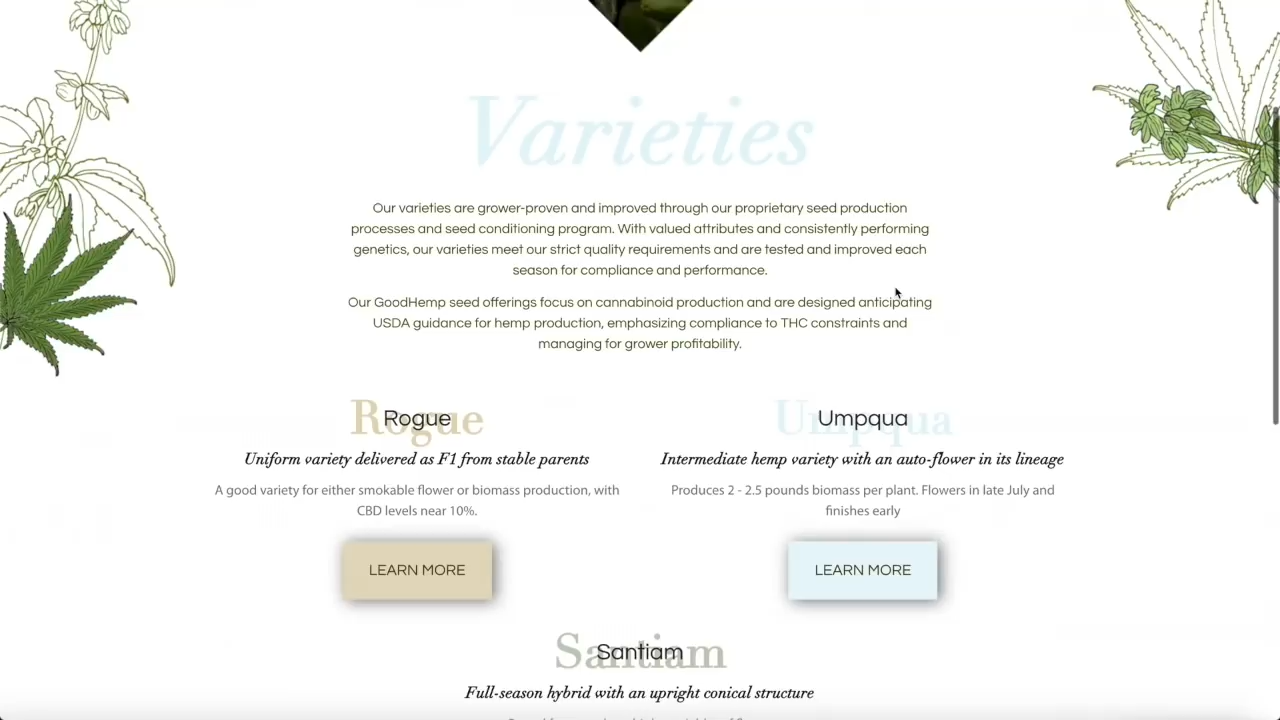 Varieties
Our varieties are grower-proven and improved through our proprietary seed production
processes and seed conditioning program. With valued attributes and consistently performing
genetics, our varieties meet our strict quality requirements and are tested and improved each
season for compliance and performance.
Our GoodHemp seed offerings focus on cannabinoid production and are designed anticipating
USDA guidance for hemp production, emphasizing compliance to THC constraints and
managing for grower profitability.
Rogue
Rogue
Uniform variety delivered as F1 from stable parents
A good variety for either smokable flower or biomass production, with
CBD levels near 10%.
LEARN MORE
Umpqua
Umpqua
Intermediate hemp variety with an auto-flower in its lineage
Produces 2 - 2.5 pounds biomass per plant. Flowers in late July and
finishes early
LEARN MORE
Santiam
Santiam
Full-season hybrid with an upright conical structure